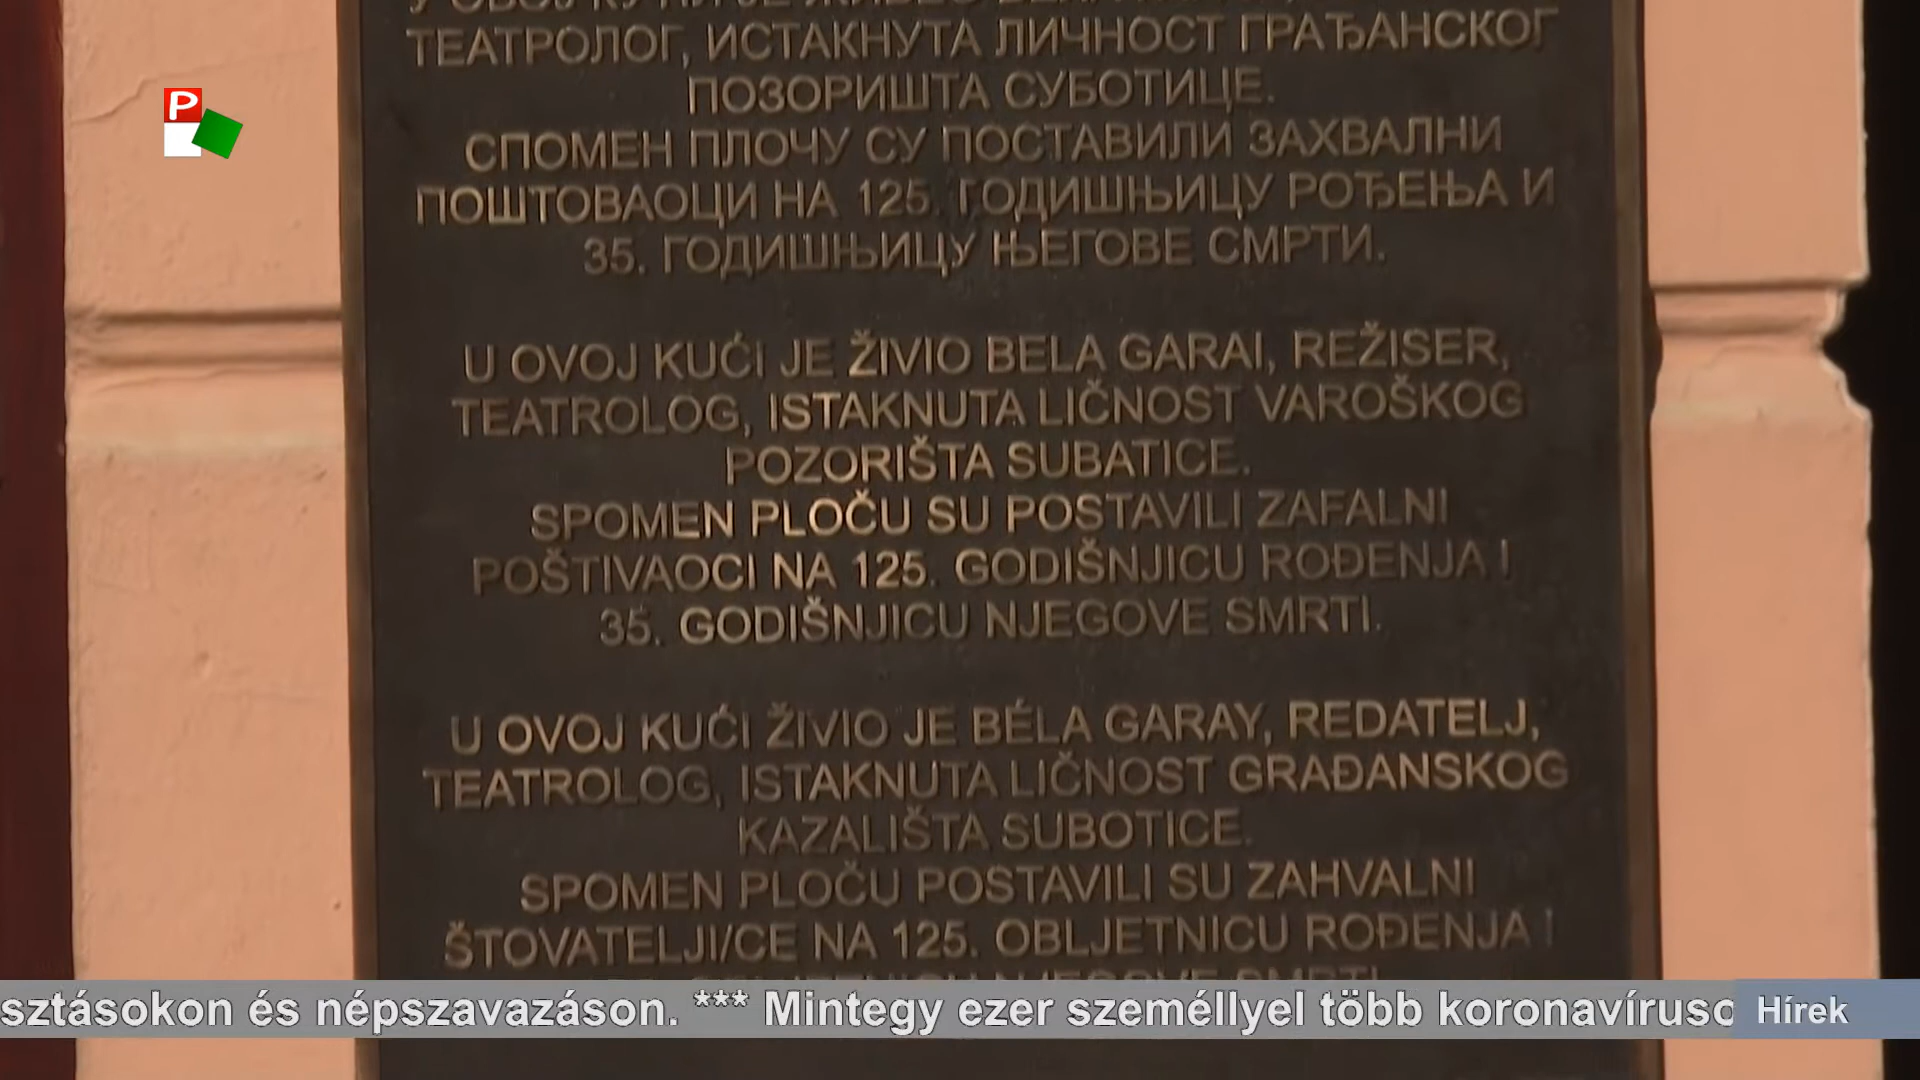 ТЕАТРОЛОГ, ИСТАКНУТА ЛИЧНОСТ ГРАЂАНСКОГ
ПОЗОРИШТА СУБОТИЦЕ.
СПОМЕН ПЛОЧУ СУ ПОСТАВИЛИ ЗАХВАЛНИ
ПОШТОВАОЦИ НА 125. ГОДИШЊИЦУ РОЂЕЊА И
35. ГОДИШЊИЦУ ЊЕГОВЕ СМРТИ.
U OVOJ KUĆI JE ŽIVIO BELA GARAI, REŽISER,
TEATROLOG, ISTAKNUTA LIČNOST VAROŠKOG
POZORIŠTA SUBATICE.
SPOMEN PLOČU SU POSTAVILI ZAFALNI
POŠTIVAOCI NA 125. GODIŠNJICU ROĐENJA I
35. GODIŠNJICU NJEGOVE SMRTI.
U OVOJ KUĆI ŽIVIO JE BÉLA GARAY, REDATELJ,
TEATROLOG, ISTAKNUTA LIČNOST GRAĐANSKOG
KAZALIŠTA SUBOTICE.
SPOMEN PLOČU POSTAVILI SU ZAHVALNI
ŠTOVATELJI/CE NA 125. OBLJETNICU ROĐENJA I
P
sztásokon és népszavazáson. *** Mintegy ezer személlyel több koronavíruso
Hírek